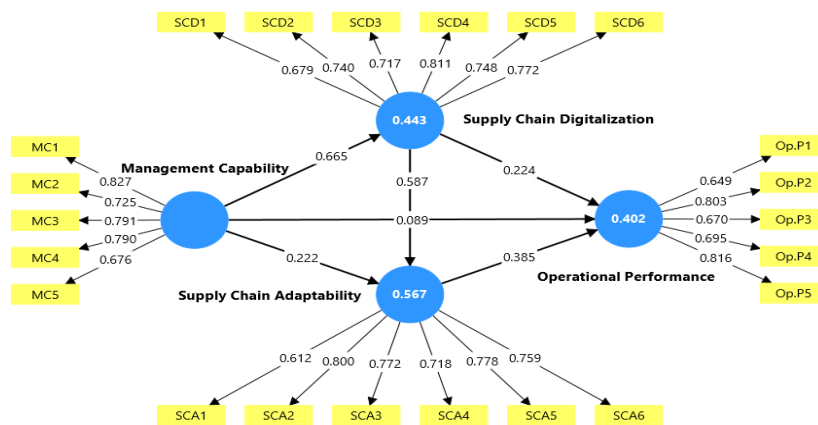 SCD1 SCD2 SCD3 SCD4 SCD5 SCD6
0.679 0.740 0.717 0.811 0.748 0.772
0.443 Supply Chain Digitalization
MC1
MC2
MC3
MC4
MC5
Management Capability
0.827
0.725
0.791
0.790
0.676
0.665
0.587
0.224
0.089
0.222
0.385
0.402
Operational Performance
0.649
0.803
0.670
0.695
0.816
Op.P1
Op.P2
Op.P3
Op.P4
Op.P5
Supply Chain Adaptability
0.567
0.612 0.800 0.772 0.718 0.778 0.759
SCA1 SCA2 SCA3 SCA4 SCA5 SCA6